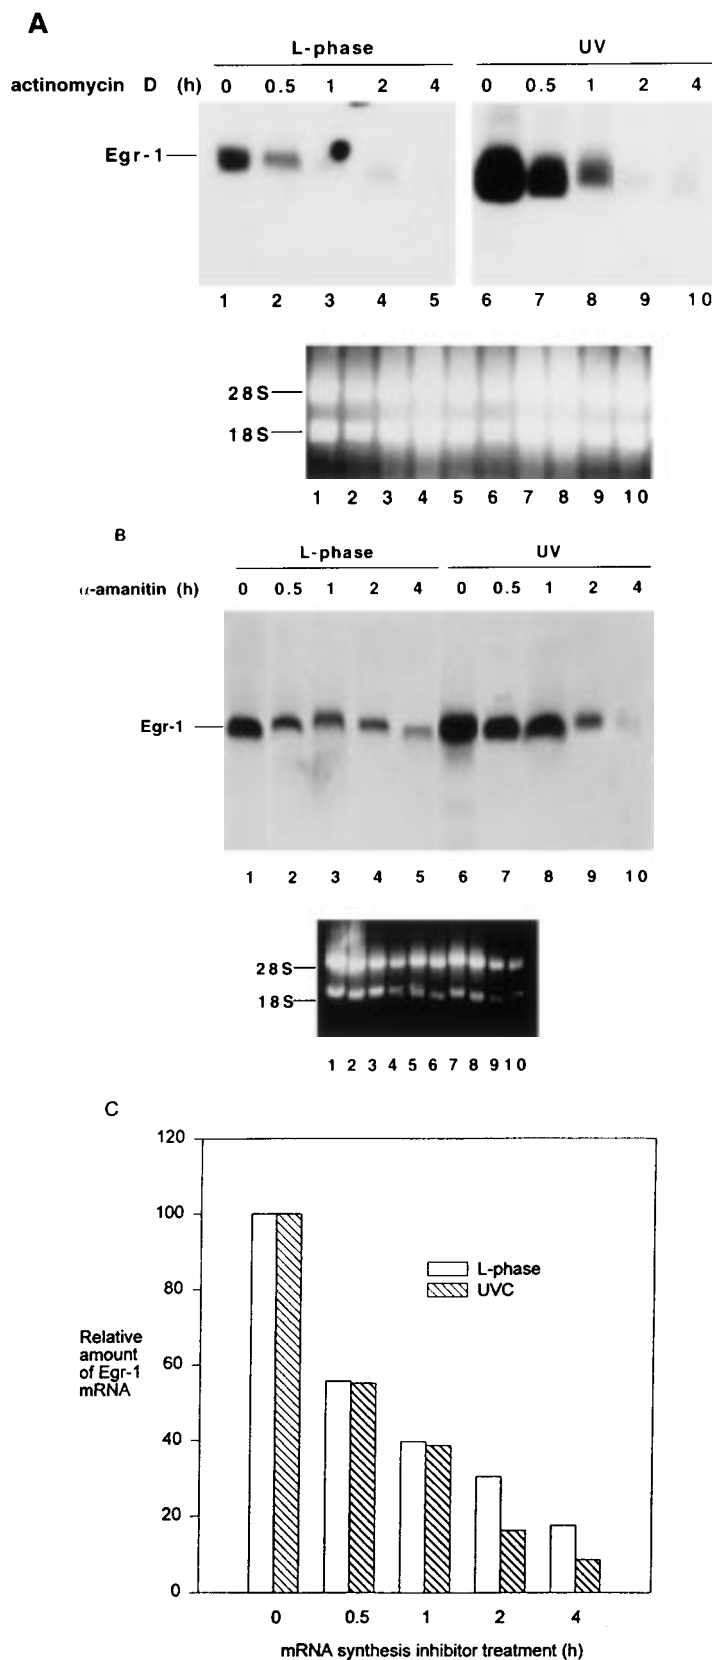 A
L-phase UV
actinomycin D (h) 0 0.5 1 2 4 0 0.5 1 2 4
Egr-1
1 2 3 4 5 6 7 8 9 10
28S
18S
1 2 3 4 5 6 7 8 9 10
B
L-phase UV
α-amanitin (h) 0 0.5 1 2 4 0 0.5 1 2 4
Egr-1
1 2 3 4 5 6 7 8 9 10
28S
18S
1 2 3 4 5 6 7 8 9 10
C
120
100
80
60
40
20
0
Relative
amount
of Egr-1
mRNA
L-phase
UVC
0 0.5 1 2 4
mRNA synthesis inhibitor treatment (h)